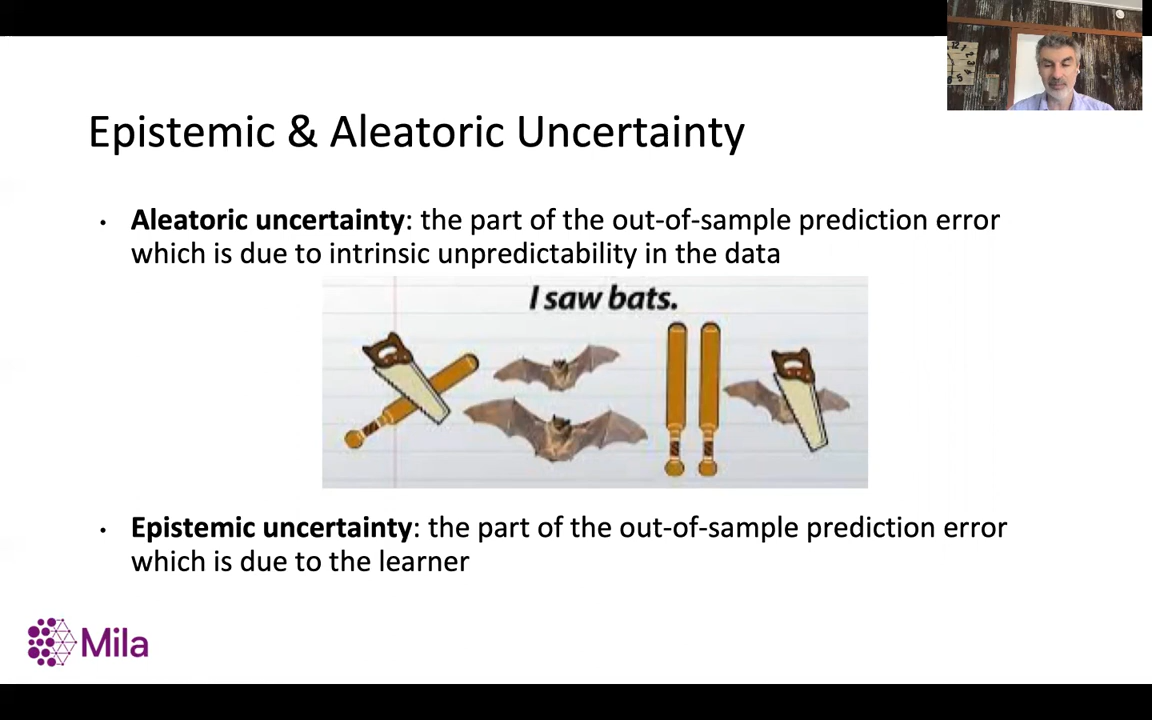 Epistemic & Aleatoric Uncertainty
• Aleatoric uncertainty: the part of the out-of-sample prediction error
which is due to intrinsic unpredictability in the data
I saw bats.
• Epistemic uncertainty: the part of the out-of-sample prediction error
which is due to the learner
Mila